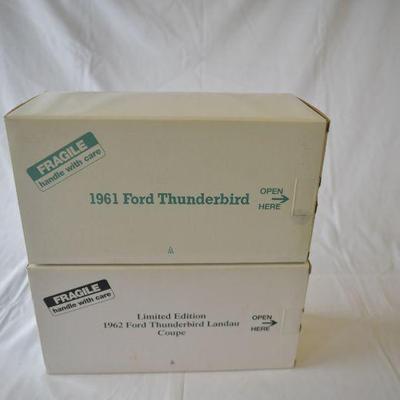 FRAGILE
handle with care
1961 Ford Thunderbird
OPEN
HERE
FRAGILE
handle with care
Limited Edition
1962 Ford Thunderbird Landau
Coupe
OPEN
HERE